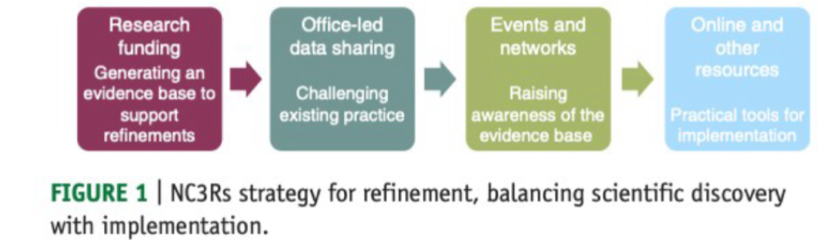 Research
funding
Generating an
evidence base to
support
refinements
Office-led
data sharing
Challenging
existing practice
Events and
networks
Raising
awareness of the
evidence base
Online and
other
resources
Practical tools for
implementation
FIGURE 1 | NC3Rs strategy for refinement, balancing scientific discovery
with implementation.